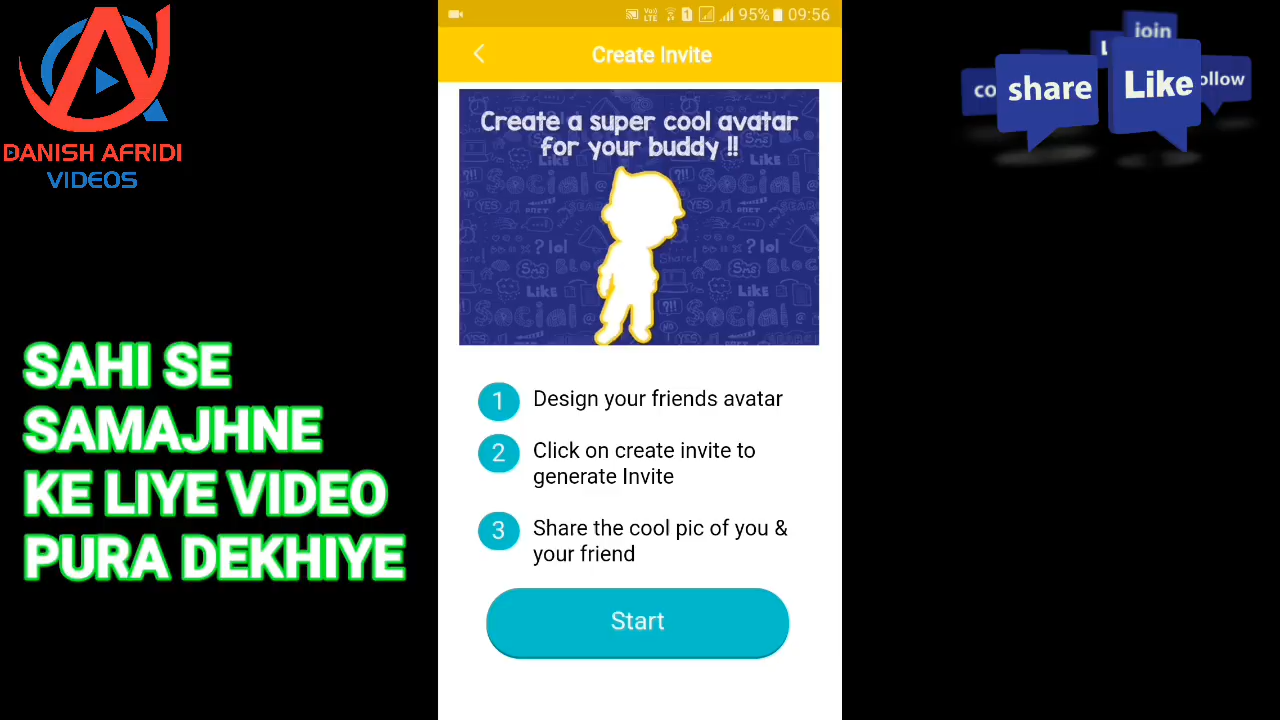 DANISH AFRIDI
VIDEOS
SAHI SE
SAMAJHNE
KE LIYE VIDEO
PURA DEKHIYE
95% 09:56
Create Invite
Create a super cool avatar
for your buddy !!
1 Design your friends avatar
2 Click on create invite to
generate Invite
3 Share the cool pic of you &
your friend
Start
join
share
Like